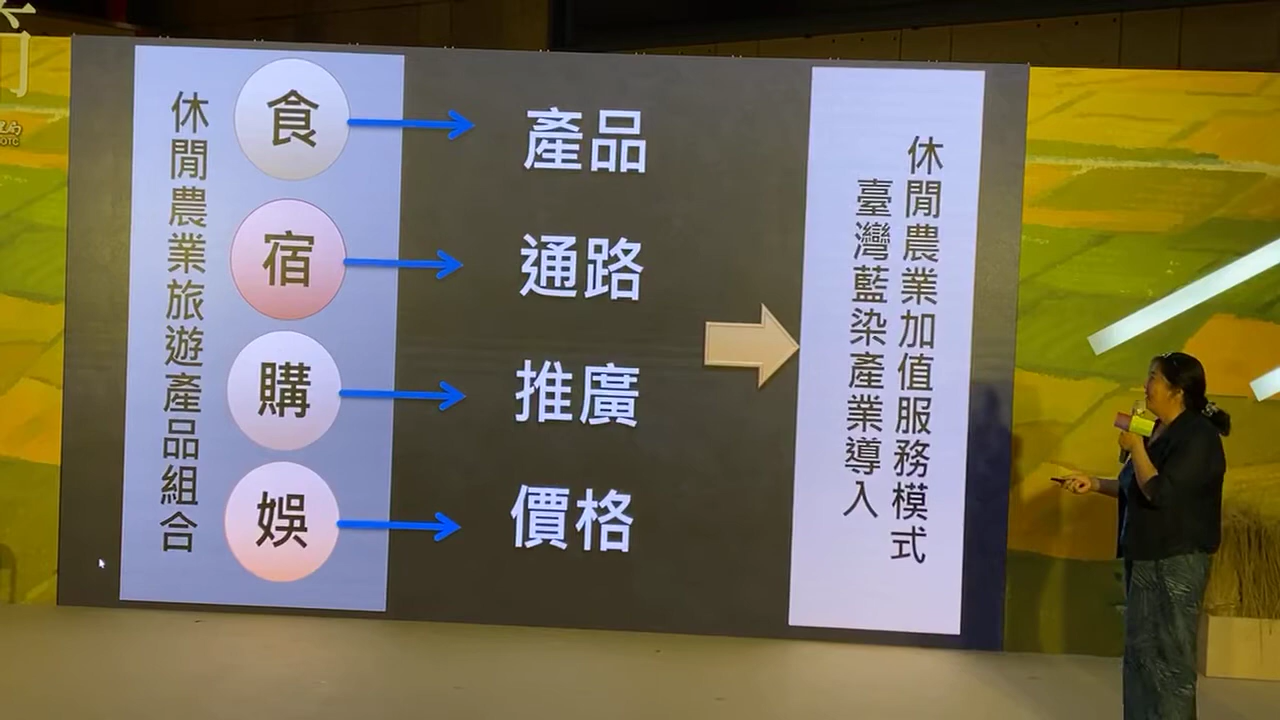 休閒農業旅遊產品組合
食
產品
宿
通路
購
推廣
娛
價格
休閒農業加值服務模式
臺灣藍染產業導入